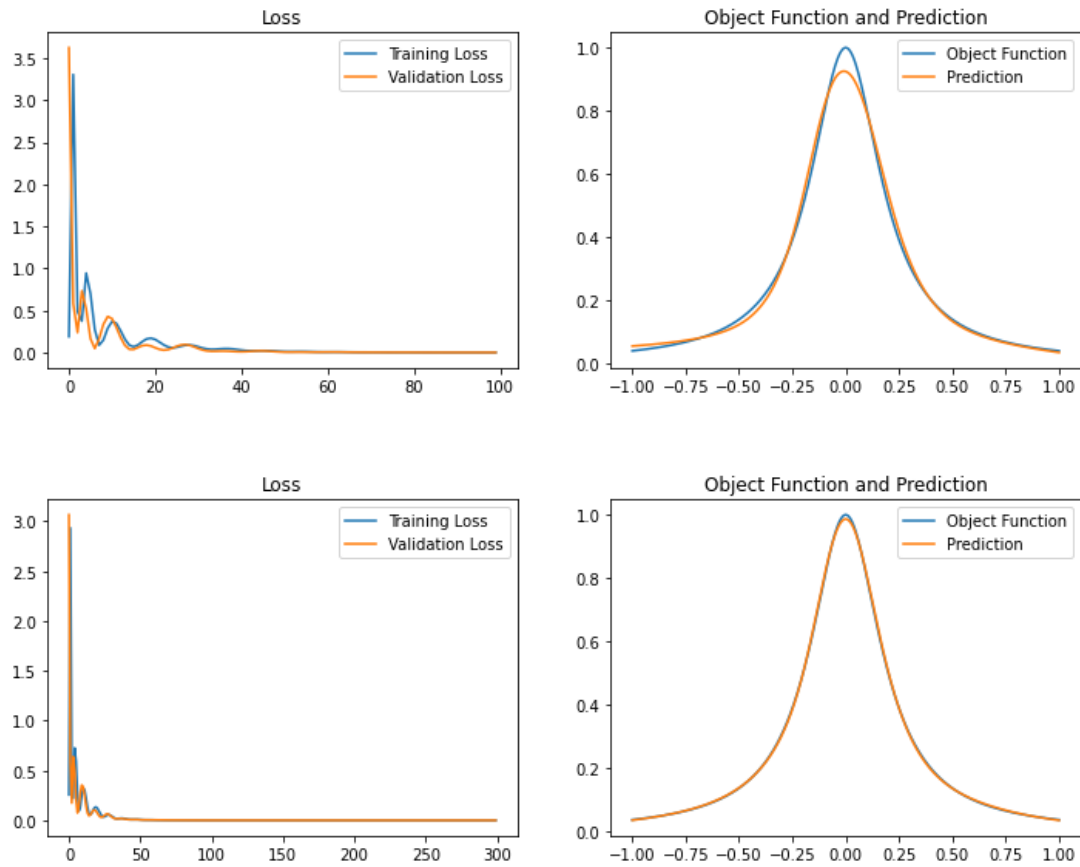 Loss
Training Loss
Validation Loss
3.5
3.0
2.5
2.0
1.5
1.0
0.5
0.0
0 20 40 60 80 100
Object Function and Prediction
Object Function
Prediction
1.0
0.8
0.6
0.4
0.2
0.0
−1.00 −0.75 −0.50 −0.25 0.00 0.25 0.50 0.75 1.00
Loss
Training Loss
Validation Loss
3.0
2.5
2.0
1.5
1.0
0.5
0.0
0 50 100 150 200 250 300
Object Function and Prediction
Object Function
Prediction
1.0
0.8
0.6
0.4
0.2
0.0
−1.00 −0.75 −0.50 −0.25 0.00 0.25 0.50 0.75 1.00